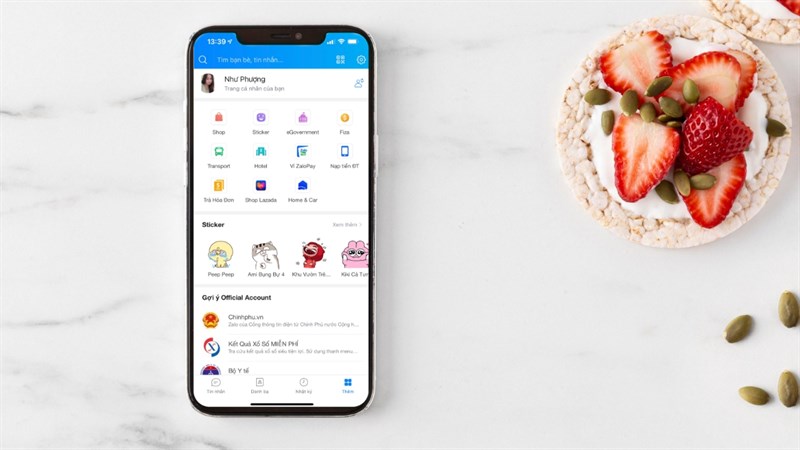 13:39
Tìm bạn bè, tin nhắn...
Như Phượng
Trang cá nhân của bạn
Shop
Sticker
eGovernment
Fiza
Transport
Hotel
Ví ZaloPay
Nạp tiền ĐT
Trả Hóa Đơn
Shop Lazada
Home & Car
Sticker
Xem thêm
Peep Peep
Ami Bụng Bự 4
Khu Vườn Trê...
Khi Cá Tu
Gợi ý Official Account
Chinhphu.vn
Zalo của Cổng thông tin điện tử Chính Phủ nước Cộng h...
Kết Quả Xổ Số MIỄN PHÍ
Tra cứu kết quả xổ số siêu tiện lợi. Sử dụng thanh menu...
Bộ Y tế
Tin nhắn
Danh bạ
Nhật ký
Thêm